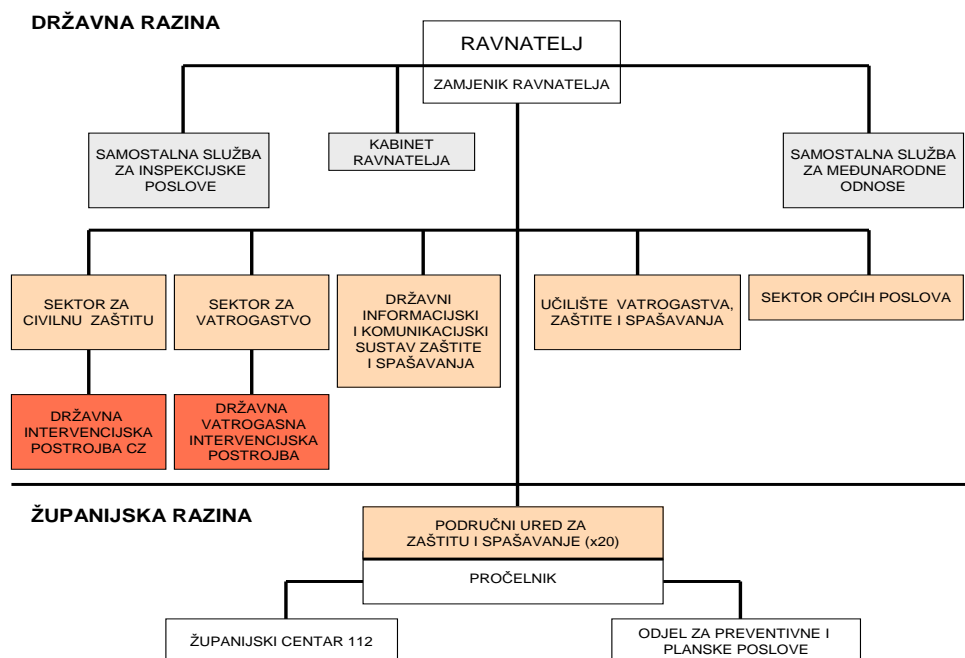 DRŽAVNA RAZINA
RAVNATELJ
ZAMJENIK RAVNATELJA
SAMOSTALNA SLUŽBA
ZA INSPEKCIJSKE
POSLOVE
KABINET
RAVNATELJA
SAMOSTALNA SLUŽBA
ZA MEĐUNARODNE
ODNOSE
SEKTOR ZA
CIVILNU ZAŠTITU
SEKTOR ZA
VATROGASTVO
DRŽAVNI
INFORMACIJSKI
I KOMUNIKACIJSKI
SUSTAV ZAŠTITE
I SPAŠAVANJA
UČILIŠTE VATROGASTVA,
ZAŠTITE I SPAŠAVANJA
SEKTOR OPĆIH POSLOVA
DRŽAVNA
INTERVENCIJSKA
POSTROJBA CZ
DRŽAVNA
VATROGASNA
INTERVENCIJSKA
POSTROJBA
ŽUPANIJSKA RAZINA
PODRUČNI URED ZA
ZAŠTITU I SPAŠAVANJE (x20)
PROČELNIK
ŽUPANIJSKI CENTAR 112
ODJEL ZA PREVENTIVNE I
PLANSKE POSLOVE